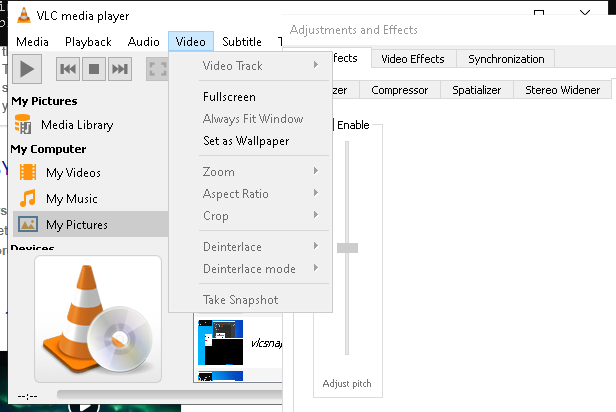 VLC media player
Media Playback Audio Video Subtitle T
My Pictures
Media Library
My Computer
My Videos
My Music
My Pictures
Devices
--:--
Video Track
Fullscreen
Always Fit Window
Set as Wallpaper
Zoom
Aspect Ratio
Crop
Deinterlace
Deinterlace mode
Take Snapshot
vlcsnap
Adjustments and Effects
fects Video Effects Synchronization
zer Compressor Spatializer Stereo Widener
Enable
Adjust pitch